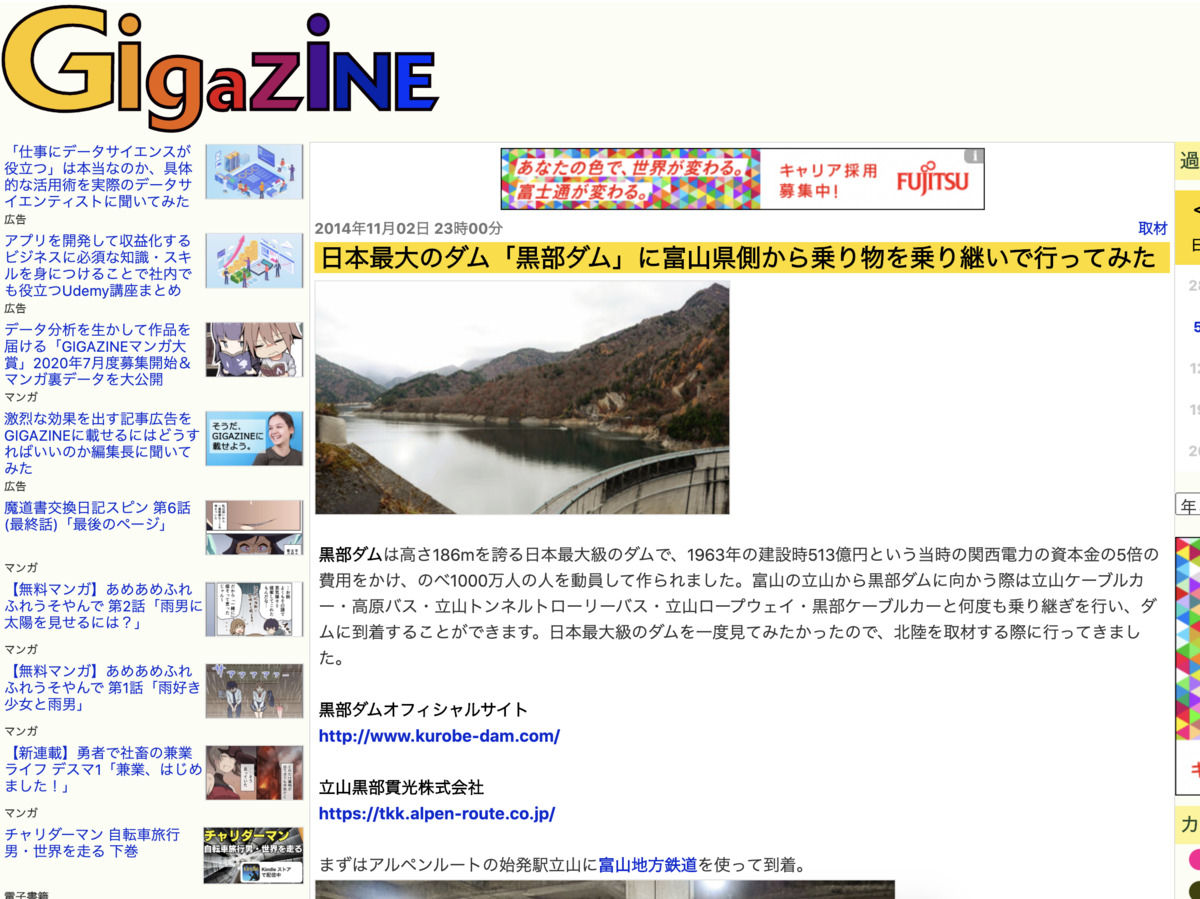 GigaZiNE
「仕事にデータサイエンスが
役立つ」は本当なのか、具体
的な活用術を実際のデータサ
イエンティストに聞いてみた
広告
アプリを開発して収益化する
ビジネスに必須な知識・スキ
ルを身につけることで社内で
も役立つUdemy講座まとめ
広告
データ分析を生かして作品を
届ける「GIGAZINEマンガ大
賞」2020年7月度募集開始&
マンガ裏データを大公開
マンガ
激烈な効果を出す記事広告を
GIGAZINEに載せるにはどうす
ればいいのか編集長に聞いて
みた
そうだ、
GIGAZINEに
載せよう。
広告
魔道書交換日記スピン 第6話
(最終話)「最後のページ」
マンガ
【無料マンガ】あめあめふれ
ふれうそやんで 第2話「雨男に
太陽を見せるには?」
マンガ
【無料マンガ】あめあめふれ
ふれうそやんで 第1話「雨好き
少女と雨男」
マンガ
【新連載】勇者で社畜の兼業
ライフ デスマ1「兼業、はじめ
ました!」
マンガ
チャリダーマン 自転車旅行
男・世界を走る 下巻
チャリダーマン
自転車旅行男・世界を走る
Kindle ストア
で配信中
電子書籍
あなたの色で、世界が変わる。
富士通が変わる。
キャリア採用
募集中!
FUJITSU
2014年11月02日 23時00分
取材
日本最大のダム「黒部ダム」に富山県側から乗り物を乗り継いで行ってみた
黒部ダムは高さ186mを誇る日本最大級のダムで、1963年の建設時513億円という当時の関西電力の資本金の5倍の
費用をかけ、のべ1000万人の人を動員して作られました。富山の立山から黒部ダムに向かう際は立山ケーブルカ
ー・高原バス・立山トンネルトローリーバス・立山ロープウェイ・黒部ケーブルカーと何度も乗り継ぎを行い、ダ
ムに到着することができます。日本最大級のダムを一度見てみたかったので、北陸を取材する際に行ってきまし
た。
黒部ダムオフィシャルサイト
http://www.kurobe-dam.com/
立山黒部貫光株式会社
https://tkk.alpen-route.co.jp/
まずはアルペンルートの始発駅立山に富山地方鉄道を使って到着。
過
<
日
28
5
12
19
26
年
キ
カ